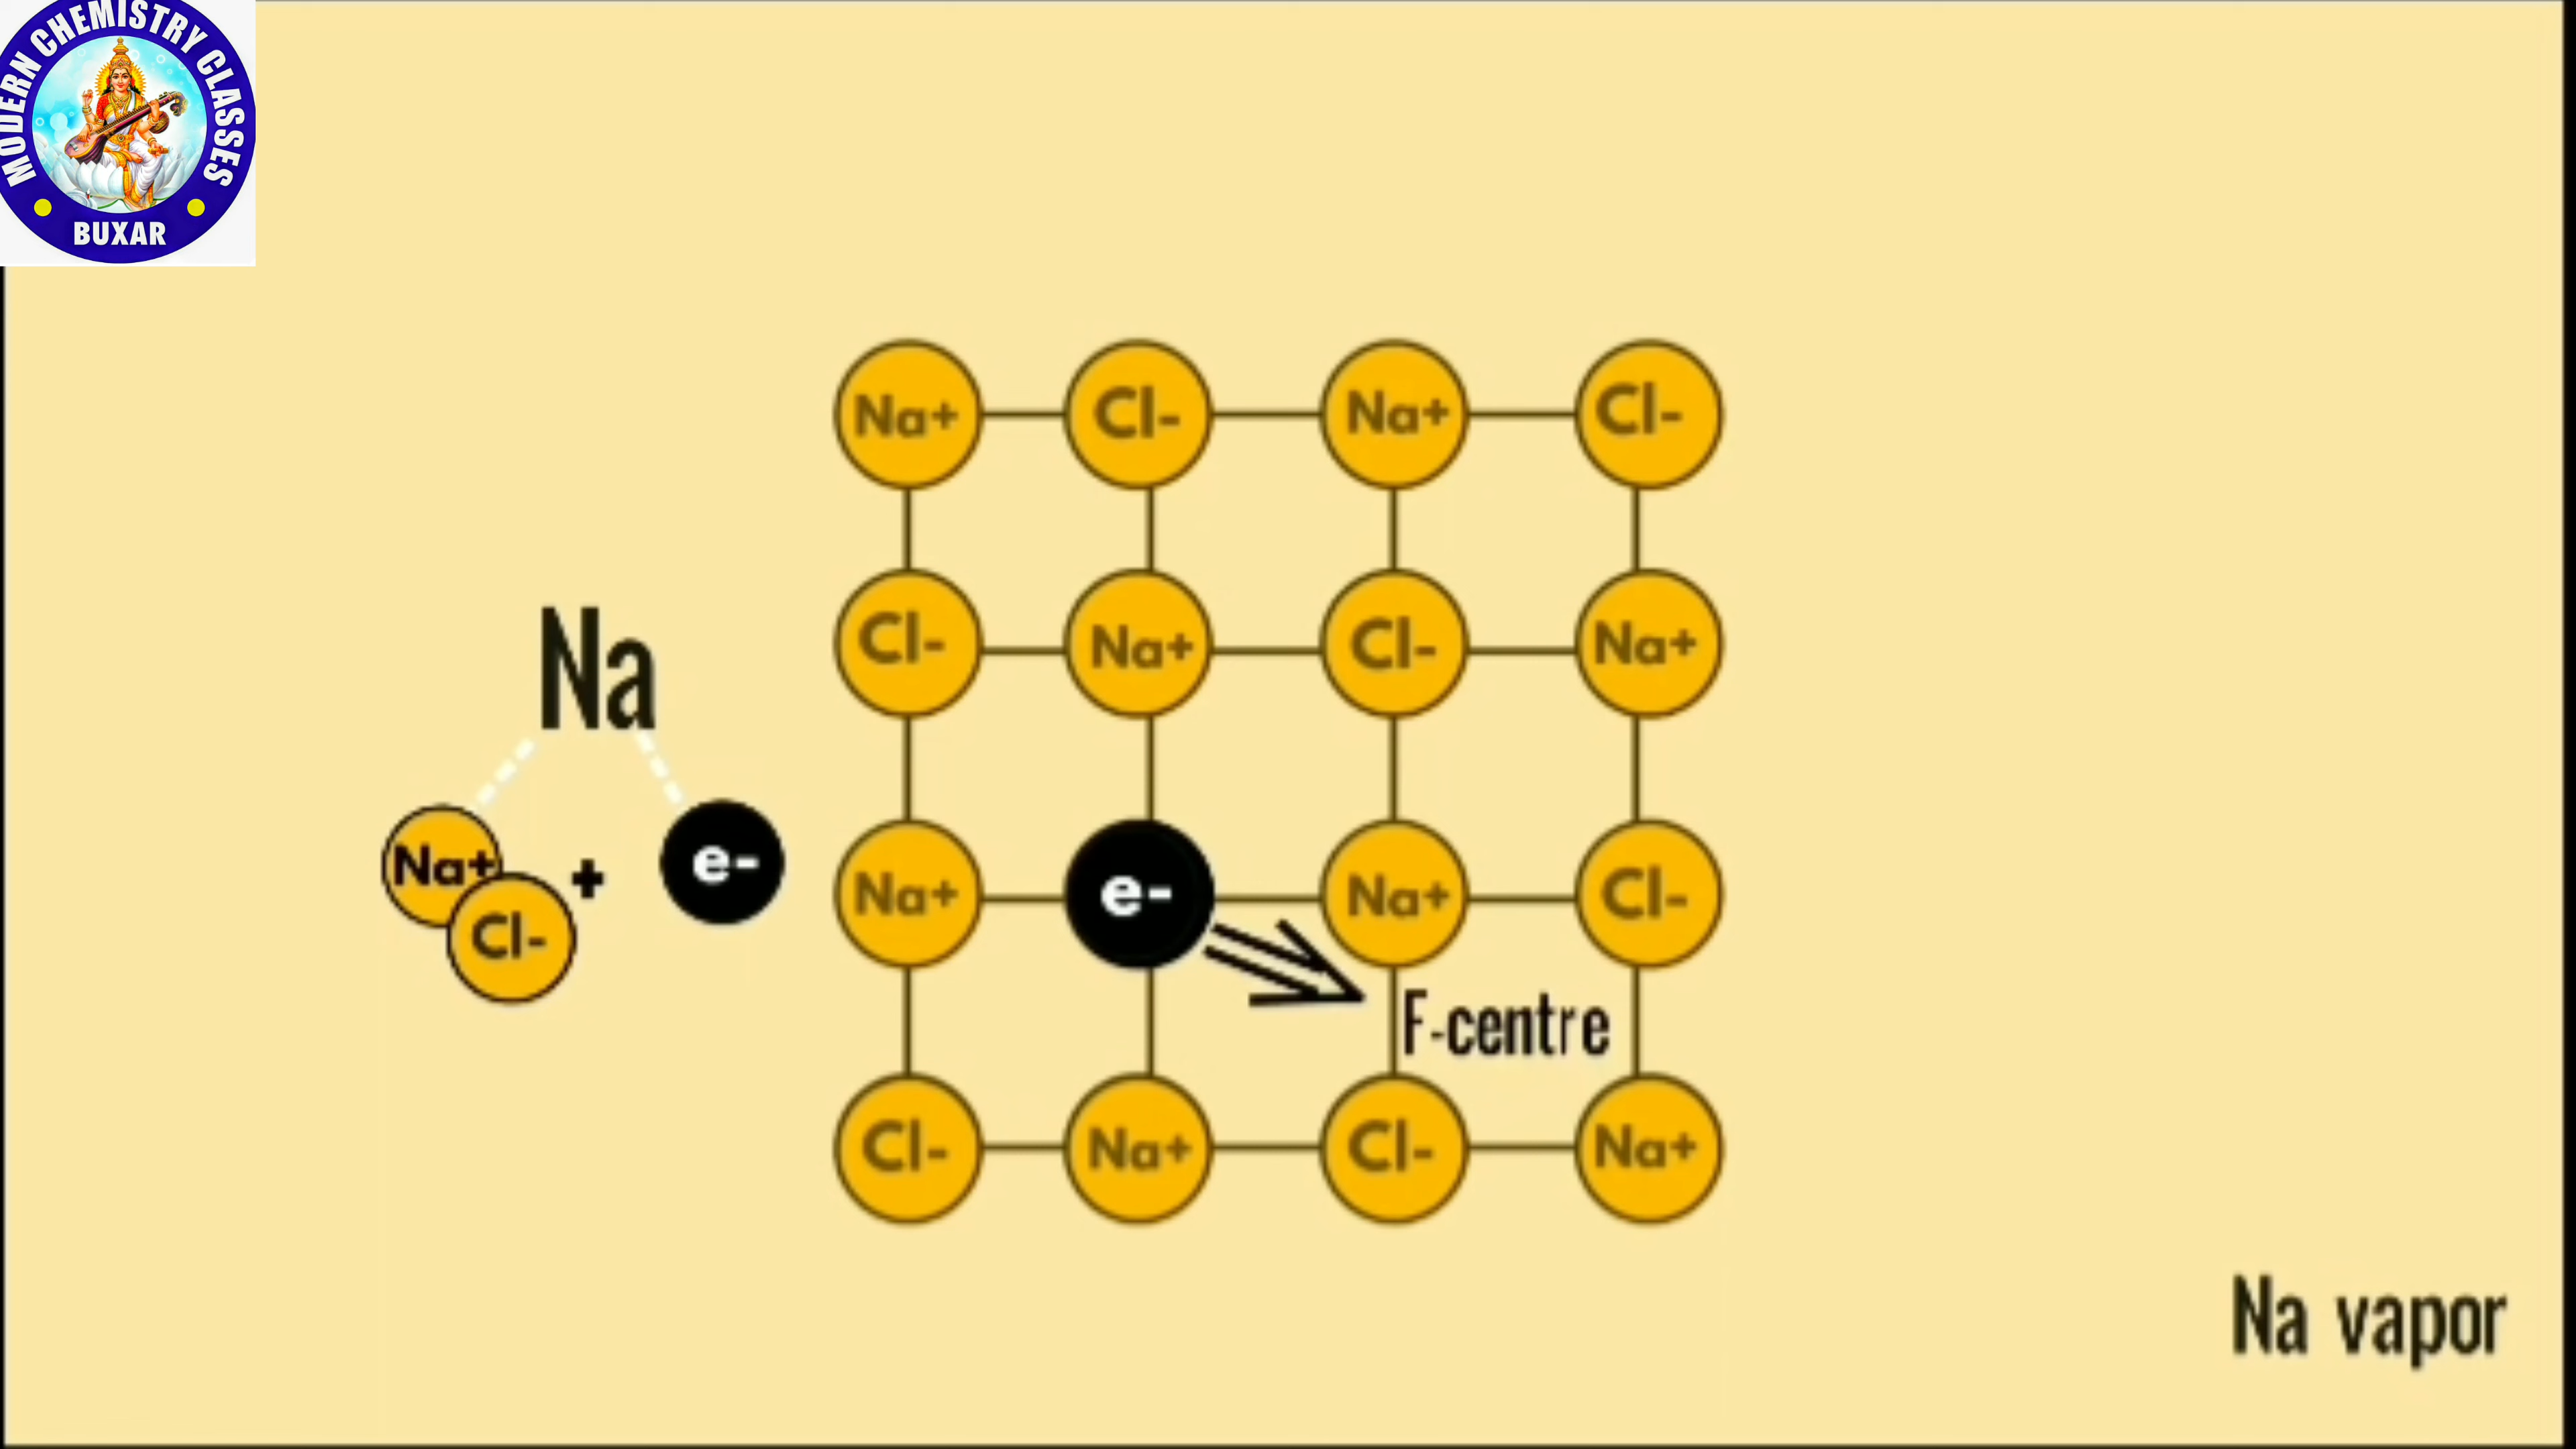 MODERN CHEMISTRY CLASSES
BUXAR
Na+ Cl- Na+ Cl-
Cl- Na+ Cl- Na+
Na
Na+ Cl- + e-
Na+ e- Na+ Cl-
F-centre
Cl- Na+ Cl- Na+
Na vapor